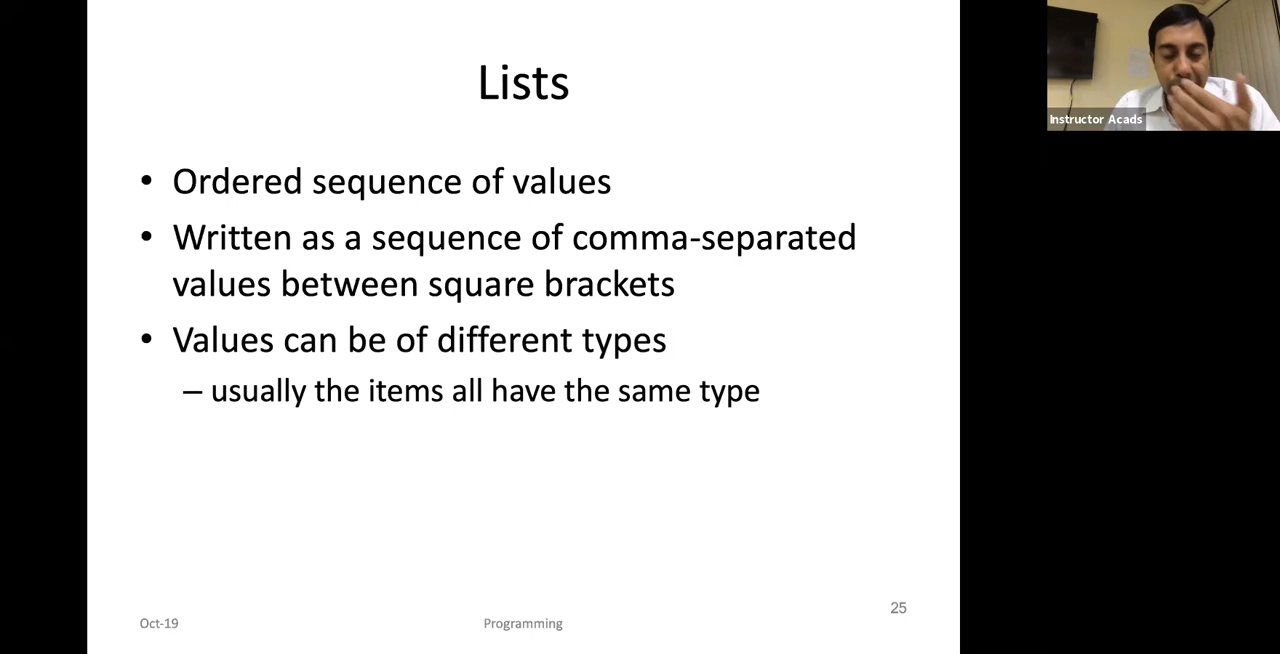 Lists
• Ordered sequence of values
• Written as a sequence of comma-separated
values between square brackets
• Values can be of different types
– usually the items all have the same type
Oct-19
Programming
25
Instructor Acads